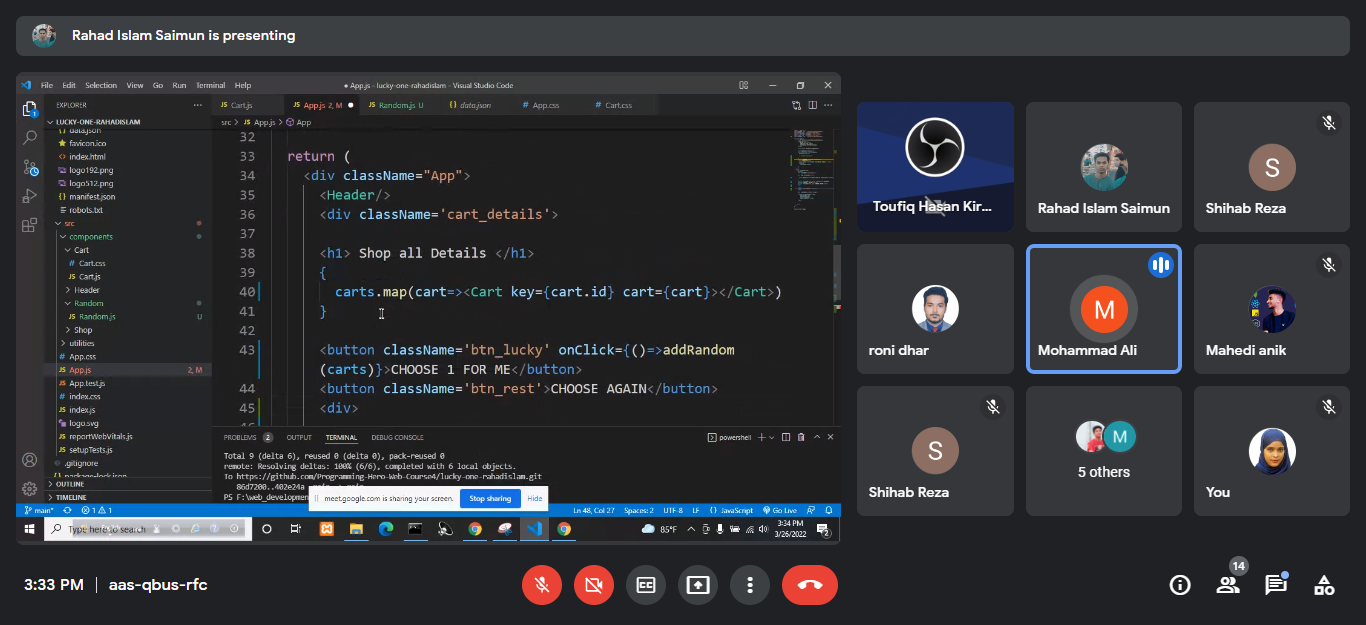 Rahad Islam Saimun is presenting
File Edit Selection View Go Run Terminal Help
● App.js - lucky-one-rahadislam - Visual Studio Code
EXPLORER
LUCKY-ONE-RAHADISLAM
data.json
favicon.ico
index.html
logo192.png
logo512.png
manifest.json
robots.txt
src
components
Cart
Cart.css
Cart.js
Header
Random
Random.js U
Shop
utilities
App.css
App.js 2, M
App.test.js
index.css
index.js
logo.svg
reportWebVitals.js
setupTests.js
.gitignore
package-lock.json
OUTLINE
TIMELINE
JS Cart.js JS App.js 2, M ● JS Random.js U {} data.json # App.css # Cart.css
src > JS App.js > App
32
33 return (
34 <div className="App">
35 <Header/>
36 <div className='cart_details'>
37
38 <h1> Shop all Details </h1>
39 {
40 carts.map(cart=><Cart key={cart.id} cart={cart}></Cart>)
41 }
42
43 <button className='btn_lucky' onClick={()=>addRandom
(carts)}>CHOOSE 1 FOR ME</button>
44 <button className='btn_rest'>CHOOSE AGAIN</button>
45 <div>
PROBLEMS 2 OUTPUT TERMINAL DEBUG CONSOLE
powershell
Total 9 (delta 6), reused 0 (delta 0), pack-reused 0
remote: Resolving deltas: 100% (6/6), completed with 6 local objects.
To https://github.com/Programming-Hero-Web-Course4/lucky-one-rahadislam.git
86d7200..402e24a
PS F:\web_developmen
meet.google.com is sharing your screen. Stop sharing Hide
main* 1 1 Ln 48, Col 27 Spaces: 2 UTF-8 LF {} JavaScript Go Live
Type here to search
85°F
3:34 PM
3/26/2022
2
Toufiq Hasan Kir...
Rahad Islam Saimun
S
Shihab Reza
roni dhar
M
Mohammad Ali
Mahedi anik
S
Shihab Reza
M
5 others
You
3:33 PM | aas-qbus-rfc
14